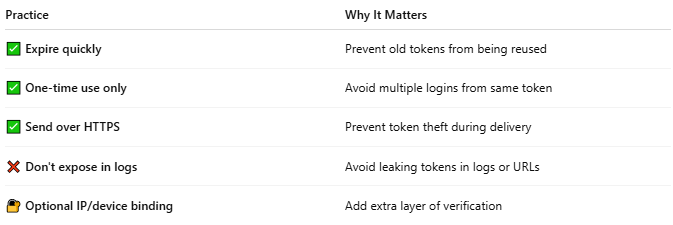 Practice Why It Matters
✅ Expire quickly Prevent old tokens from being reused
✅ One-time use only Avoid multiple logins from same token
✅ Send over HTTPS Prevent token theft during delivery
❌ Don't expose in logs Avoid leaking tokens in logs or URLs
🔐 Optional IP/device binding Add extra layer of verification